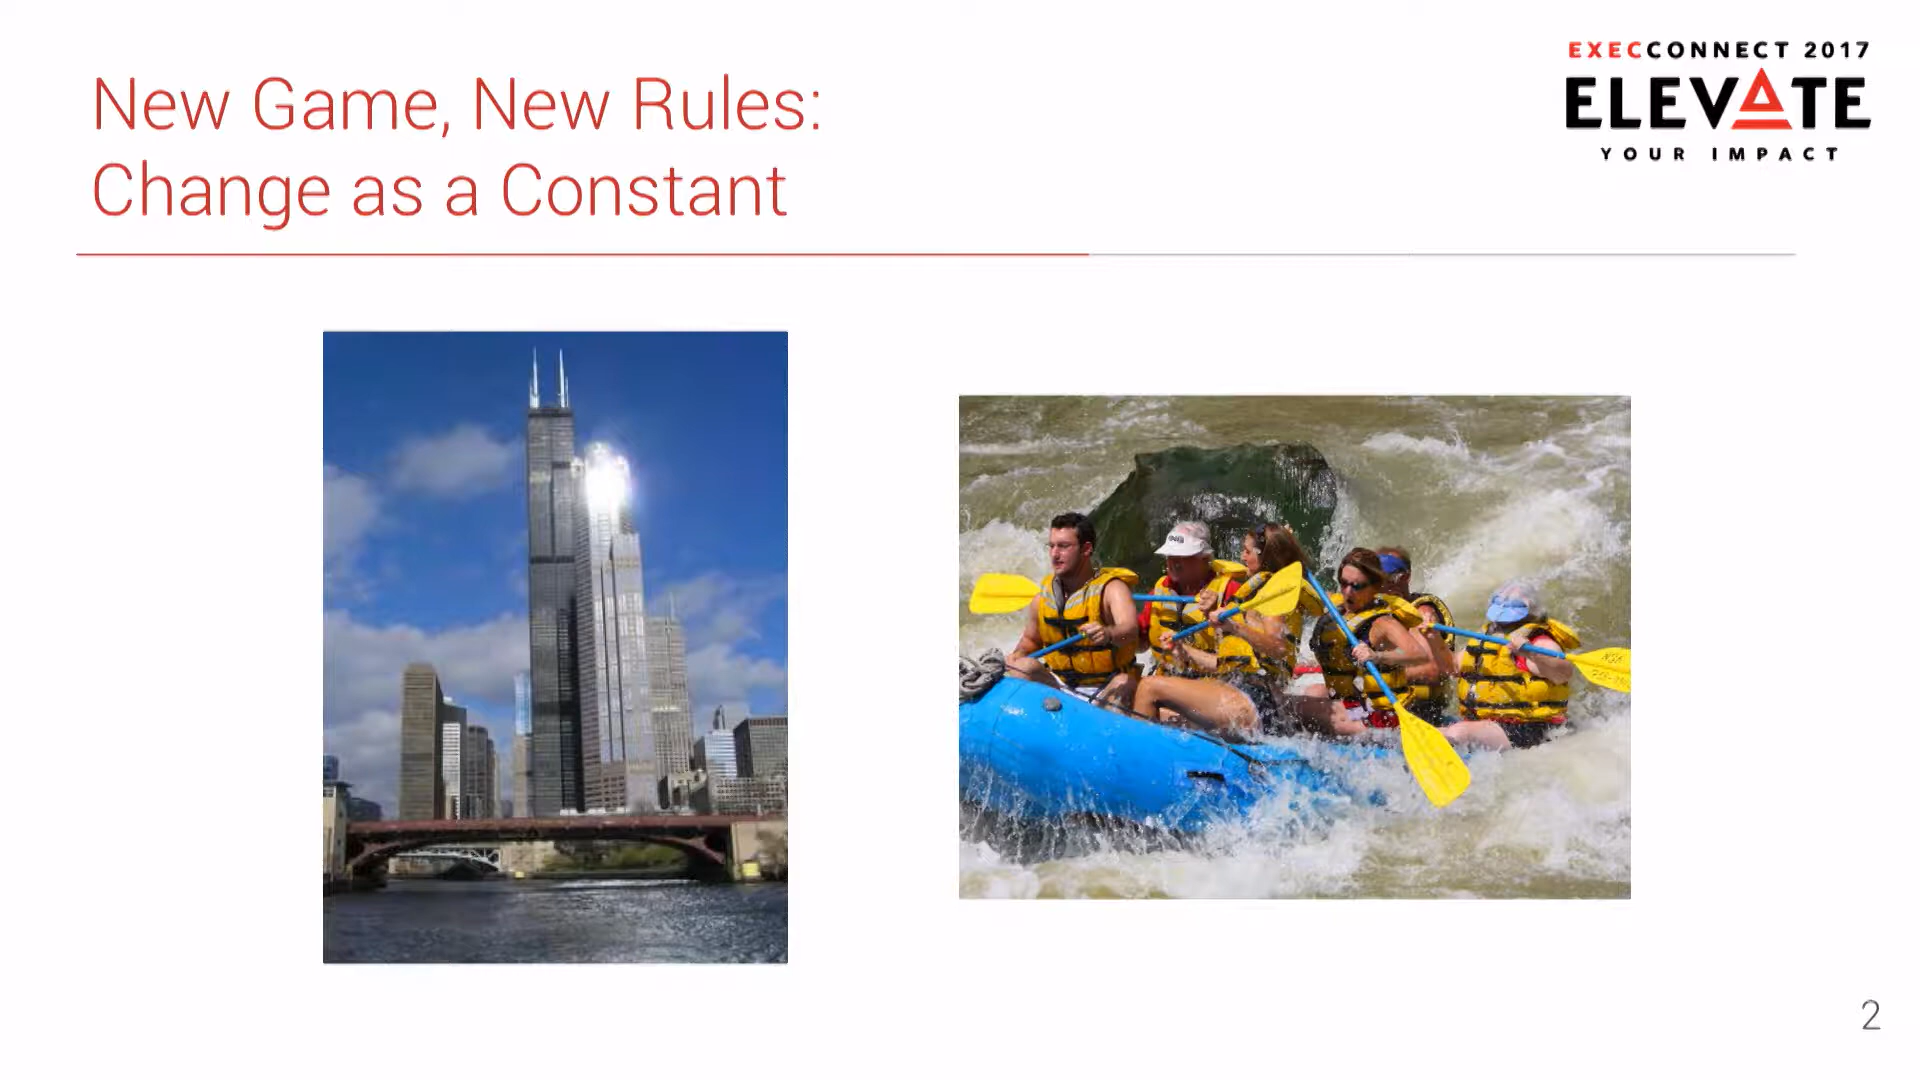 New Game, New Rules:
Change as a Constant
EXECCONNECT 2017
ELEVATE
YOUR IMPACT
2